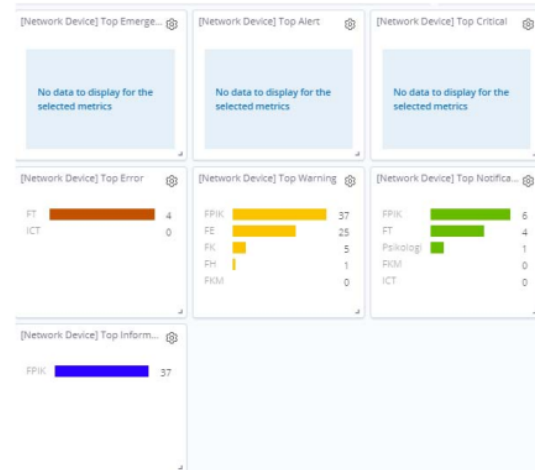 [Network Device] Top Emerge...
No data to display for the
selected metrics
[Network Device] Top Alert
No data to display for the
selected metrics
[Network Device] Top Critical
No data to display for the
selected metrics
[Network Device] Top Error
FT 4
ICT 0
[Network Device] Top Warning
FPIK 37
FE 25
FK 5
FH 1
FKM 0
[Network Device] Top Notifica...
FPIK 6
FT 4
Psikologi 1
FKM 0
ICT 0
[Network Device] Top Inform...
FPIK 37